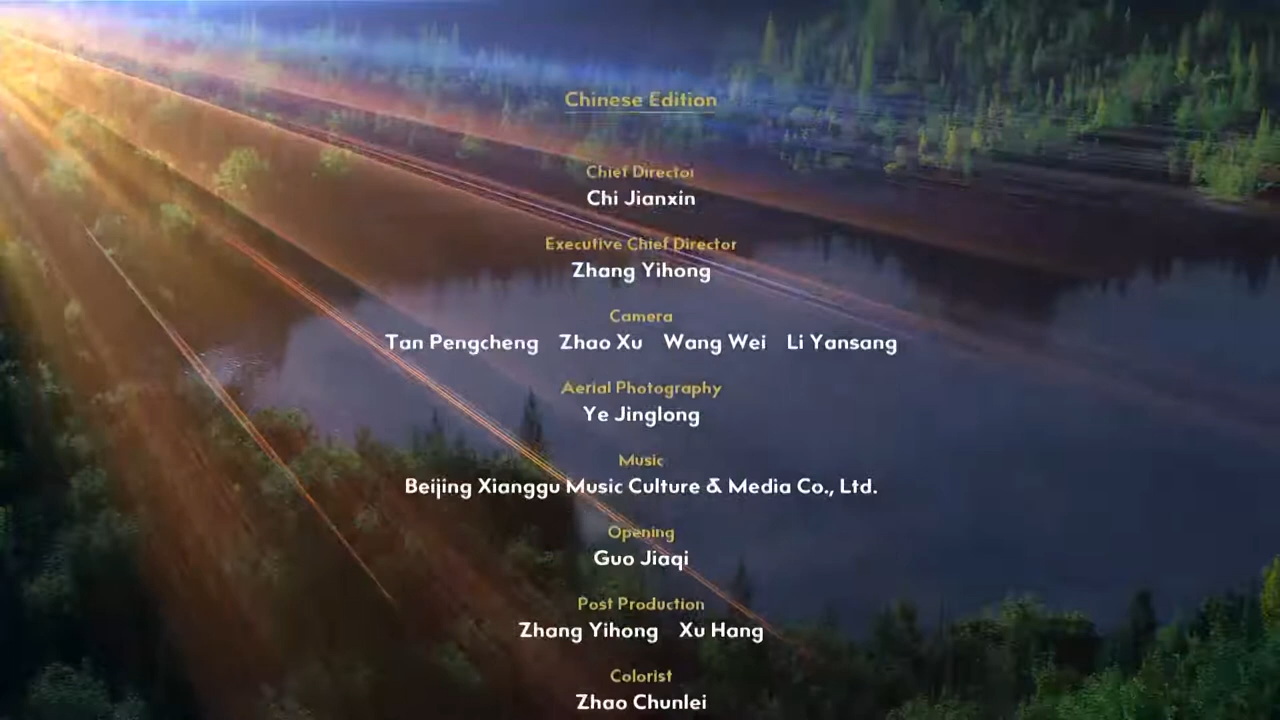 Chinese Edition
Chief Director
Chi Jianxin
Executive Chief Director
Zhang Yihong
Camera
Tan Pengcheng Zhao Xu Wang Wei Li Yansang
Aerial Photography
Ye Jinglong
Music
Beijing Xianggu Music Culture & Media Co., Ltd.
Opening
Guo Jiaqi
Post Production
Zhang Yihong Xu Hang
Colorist
Zhao Chunlei